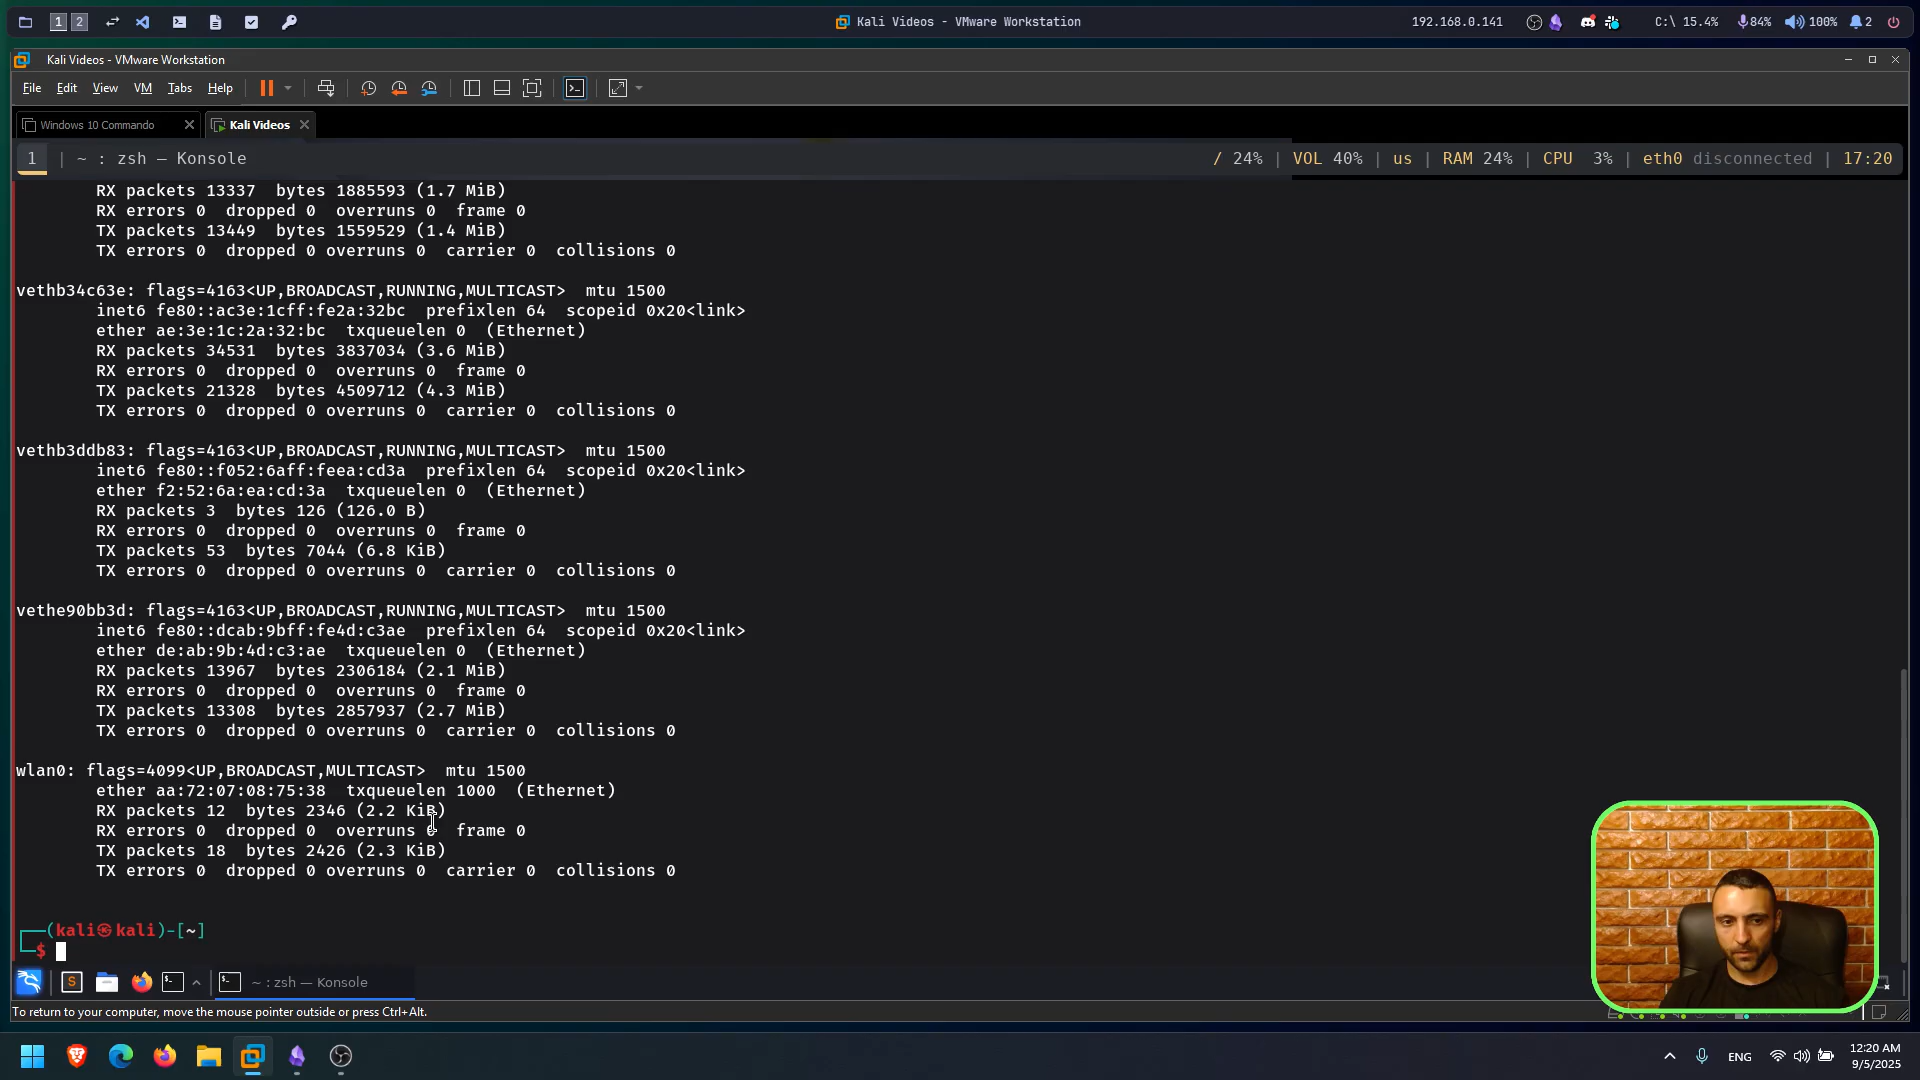 1 2 Kali Videos - VMware Workstation 192.168.0.141 C:\ 15.4% 84% 100% 2
Kali Videos - VMware Workstation
File Edit View VM Tabs Help
Windows 10 Commando Kali Videos
1 | ~ : zsh — Konsole / 24% | VOL 40% | us | RAM 24% | CPU 3% | eth0 disconnected | 17:20
RX packets 13337 bytes 1885593 (1.7 MiB)
RX errors 0 dropped 0 overruns 0 frame 0
TX packets 13449 bytes 1559529 (1.4 MiB)
TX errors 0 dropped 0 overruns 0 carrier 0 collisions 0
vethb34c63e: flags=4163<UP,BROADCAST,RUNNING,MULTICAST> mtu 1500
inet6 fe80::ac3e:1cff:fe2a:32bc prefixlen 64 scopeid 0x20<link>
ether ae:3e:1c:2a:32:bc txqueuelen 0 (Ethernet)
RX packets 34531 bytes 3837034 (3.6 MiB)
RX errors 0 dropped 0 overruns 0 frame 0
TX packets 21328 bytes 4509712 (4.3 MiB)
TX errors 0 dropped 0 overruns 0 carrier 0 collisions 0
vethb3ddb83: flags=4163<UP,BROADCAST,RUNNING,MULTICAST> mtu 1500
inet6 fe80::f052:6aff:feea:cd3a prefixlen 64 scopeid 0x20<link>
ether f2:52:6a:ea:cd:3a txqueuelen 0 (Ethernet)
RX packets 3 bytes 126 (126.0 B)
RX errors 0 dropped 0 overruns 0 frame 0
TX packets 53 bytes 7044 (6.8 KiB)
TX errors 0 dropped 0 overruns 0 carrier 0 collisions 0
vethe90bb3d: flags=4163<UP,BROADCAST,RUNNING,MULTICAST> mtu 1500
inet6 fe80::dcab:9bff:fe4d:c3ae prefixlen 64 scopeid 0x20<link>
ether de:ab:9b:4d:c3:ae txqueuelen 0 (Ethernet)
RX packets 13967 bytes 2306184 (2.1 MiB)
RX errors 0 dropped 0 overruns 0 frame 0
TX packets 13308 bytes 2857937 (2.7 MiB)
TX errors 0 dropped 0 overruns 0 carrier 0 collisions 0
wlan0: flags=4099<UP,BROADCAST,MULTICAST> mtu 1500
ether aa:72:07:08:75:38 txqueuelen 1000 (Ethernet)
RX packets 12 bytes 2346 (2.2 KiB)
RX errors 0 dropped 0 overruns 0 frame 0
TX packets 18 bytes 2426 (2.3 KiB)
TX errors 0 dropped 0 overruns 0 carrier 0 collisions 0
(kali㉿kali)-[~]
$
~ : zsh — Konsole
To return to your computer, move the mouse pointer outside or press Ctrl+Alt.
ENG 12:20 AM
9/5/2025